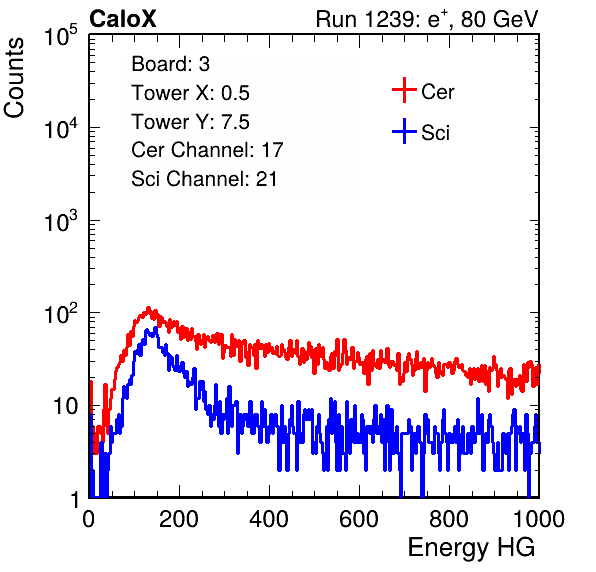 CaloX Run 1239: e⁺, 80 GeV
Counts
10⁵
10⁴
10³
10²
10
1
Board: 3
Tower X: 0.5
Tower Y: 7.5
Cer Channel: 17
Sci Channel: 21
Cer
Sci
0 200 400 600 800 1000
Energy HG